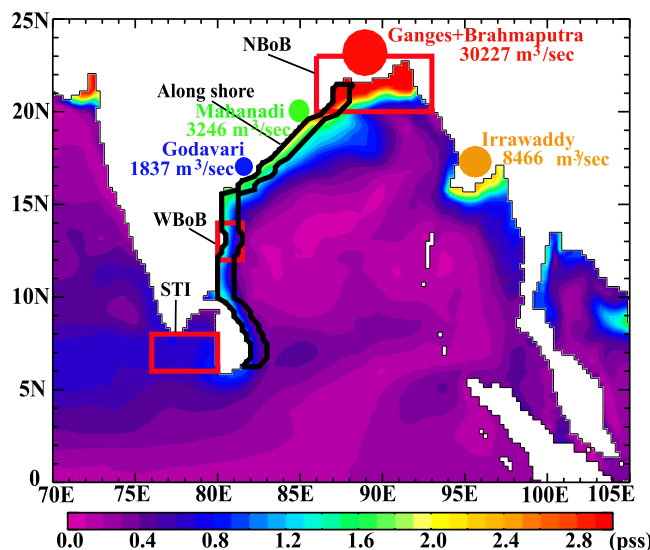 25N
NBoB
Ganges+Brahmaputra
30227 m³/sec
Along shore
20N
Mahanadi
3246 m³/sec
Godavari
1837 m³/sec
Irrawaddy
8466 m³/sec
15N
WBoB
10N
STI
5N
0
70E 75E 80E 85E 90E 95E 100E 105E
0.0 0.4 0.8 1.2 1.6 2.0 2.4 2.8 (pss)